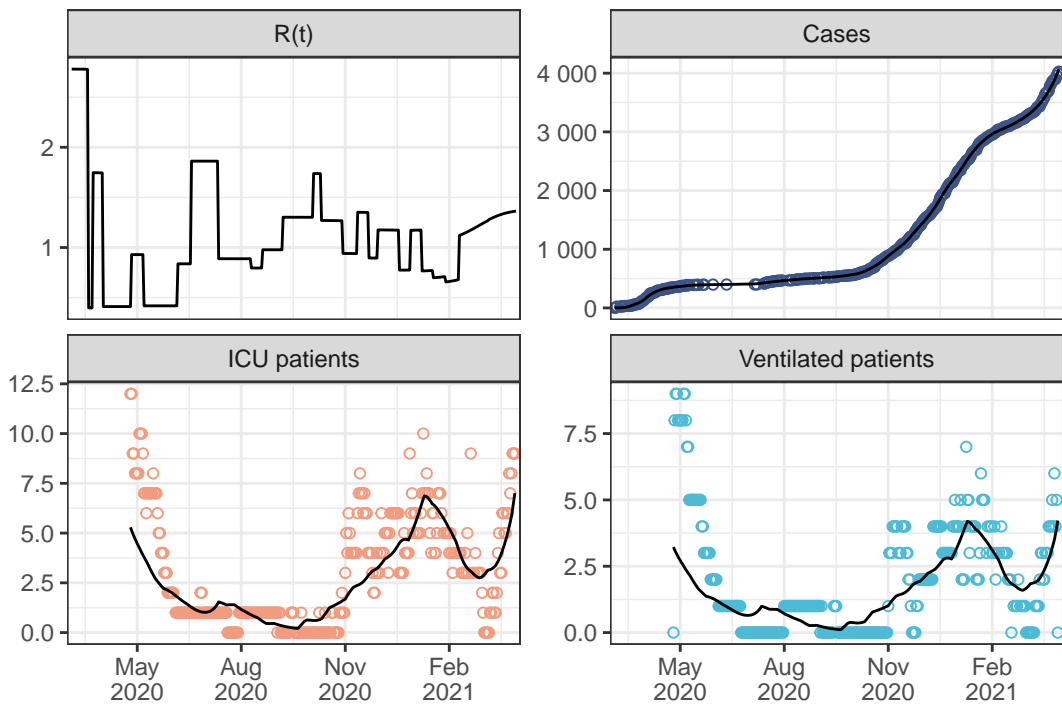 R(t)
Cases
2
1
4 000
3 000
2 000
1 000
0
ICU patients
Ventilated patients
12.5
10.0
7.5
5.0
2.5
0.0
7.5
5.0
2.5
0.0
May
2020
Aug
2020
Nov
2020
Feb
2021
May
2020
Aug
2020
Nov
2020
Feb
2021